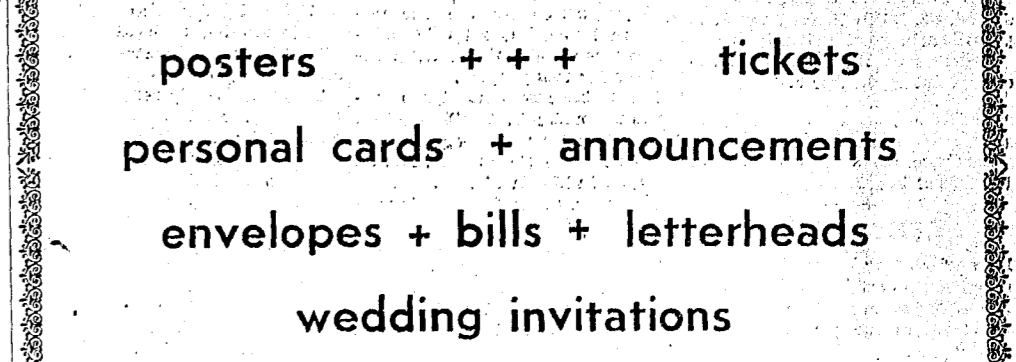 posters + + + tickets
personal cards + announcements
envelopes + bills + letterheads
wedding invitations